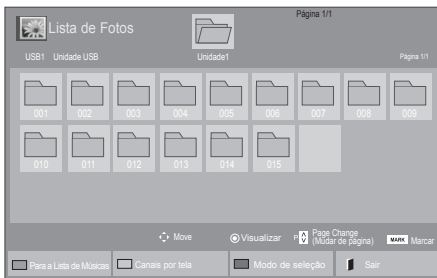 Página 1/1
Lista de Fotos
USB1 Unidade USB Unidade1 Página 1/1
001 002 003 004 005 006 007 008 009
010 011 012 013 014 015
Move Visualizar P Page Change (Mudar de página) MARK Marcar
Para a Lista de Músicas Canais por tela Modo de seleção Sair